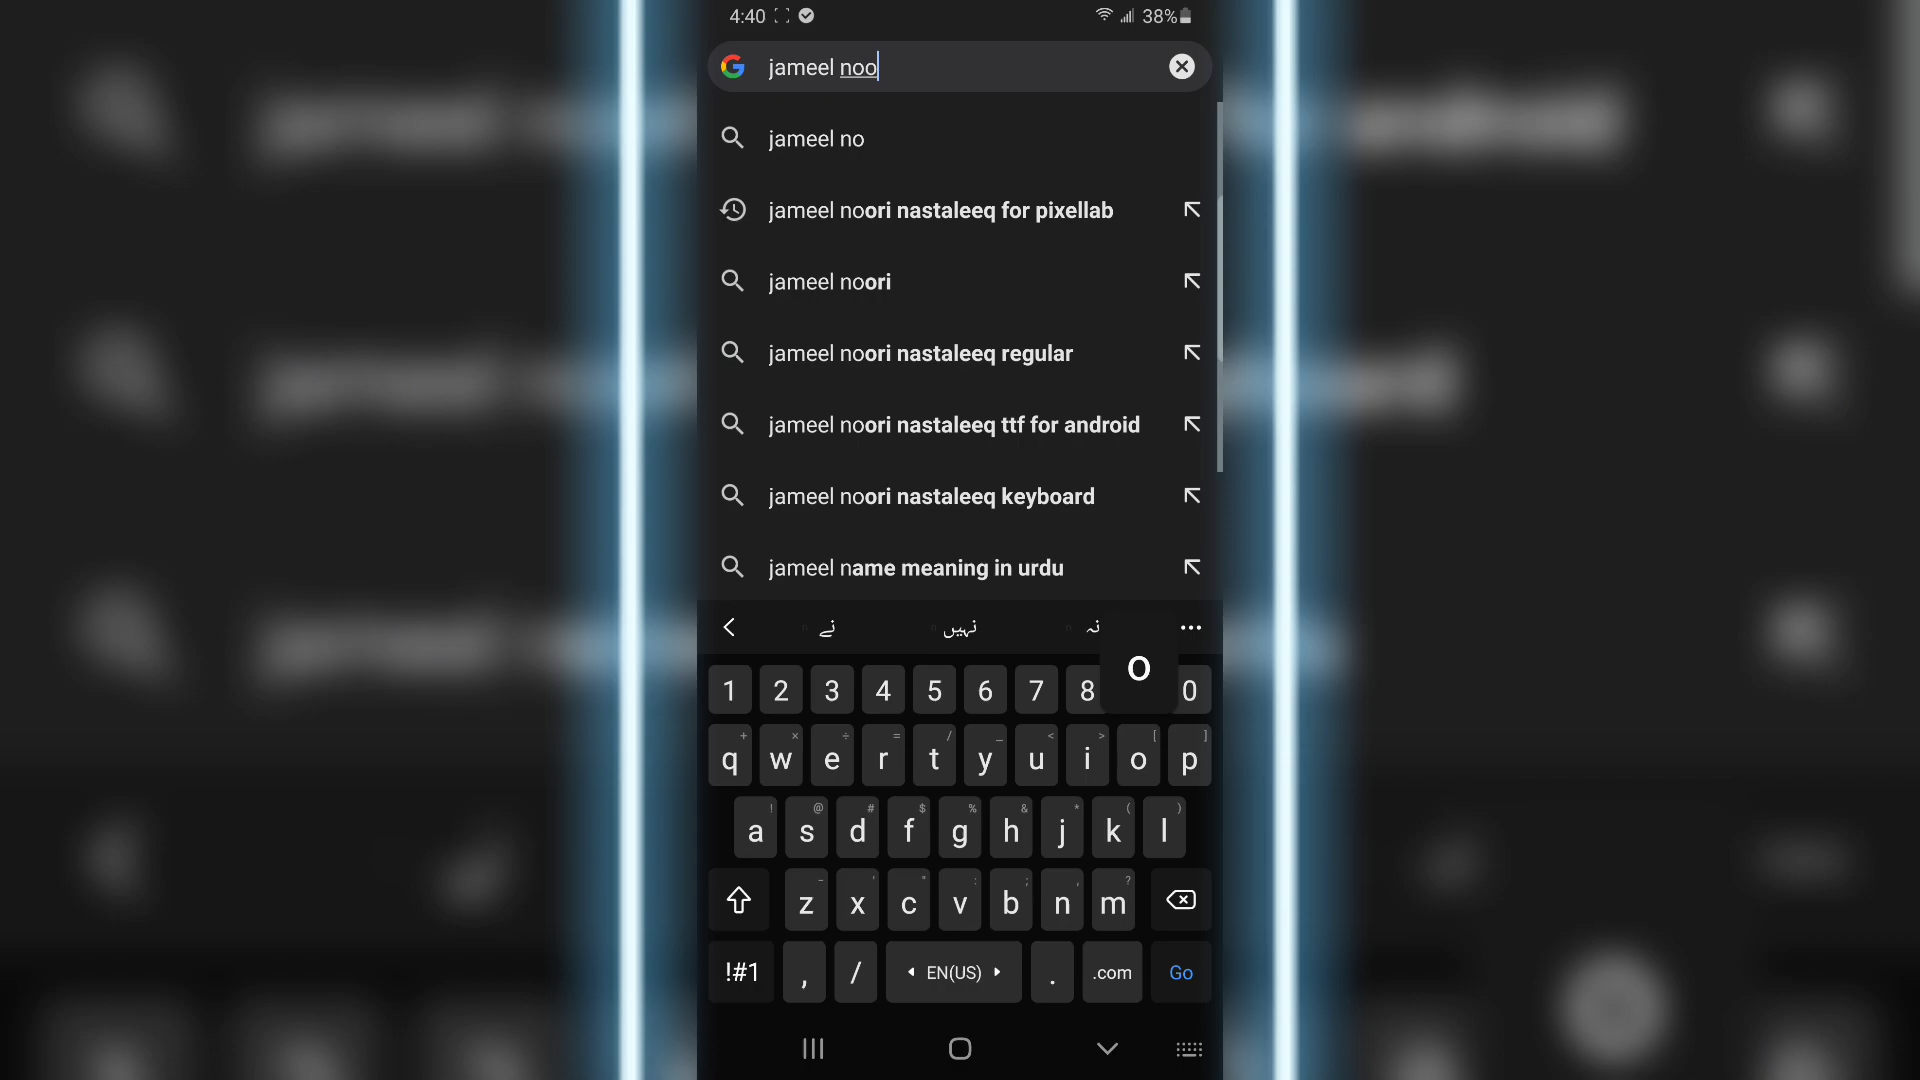 4:40 38%
jameel noo
jameel no
jameel noori nastaleeq for pixellab
jameel noori
jameel noori nastaleeq regular
jameel noori nastaleeq ttf for android
jameel noori nastaleeq keyboard
jameel name meaning in urdu
نے نہیں نہ
o
1 2 3 4 5 6 7 8 0
q w e r t y u i o p
a s d f g h j k l
z x c v b n m
!#1 , / EN(US) . .com Go